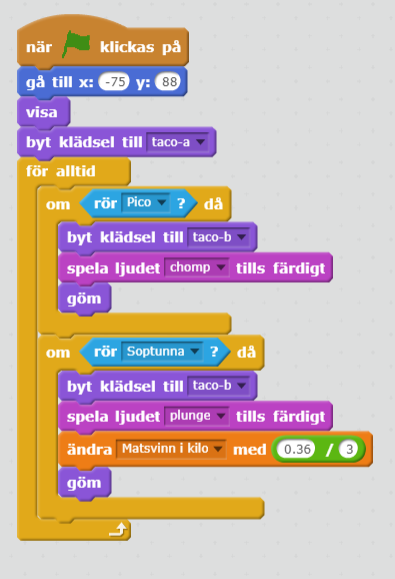 när klickas på
gå till x: -75 y: 88
visa
byt klädsel till taco-a
för alltid
om rör Pico ? då
byt klädsel till taco-b
spela ljudet chomp tills färdigt
göm
om rör Soptunna ? då
byt klädsel till taco-b
spela ljudet plunge tills färdigt
ändra Matsvinn i kilo med 0.36 / 3
göm